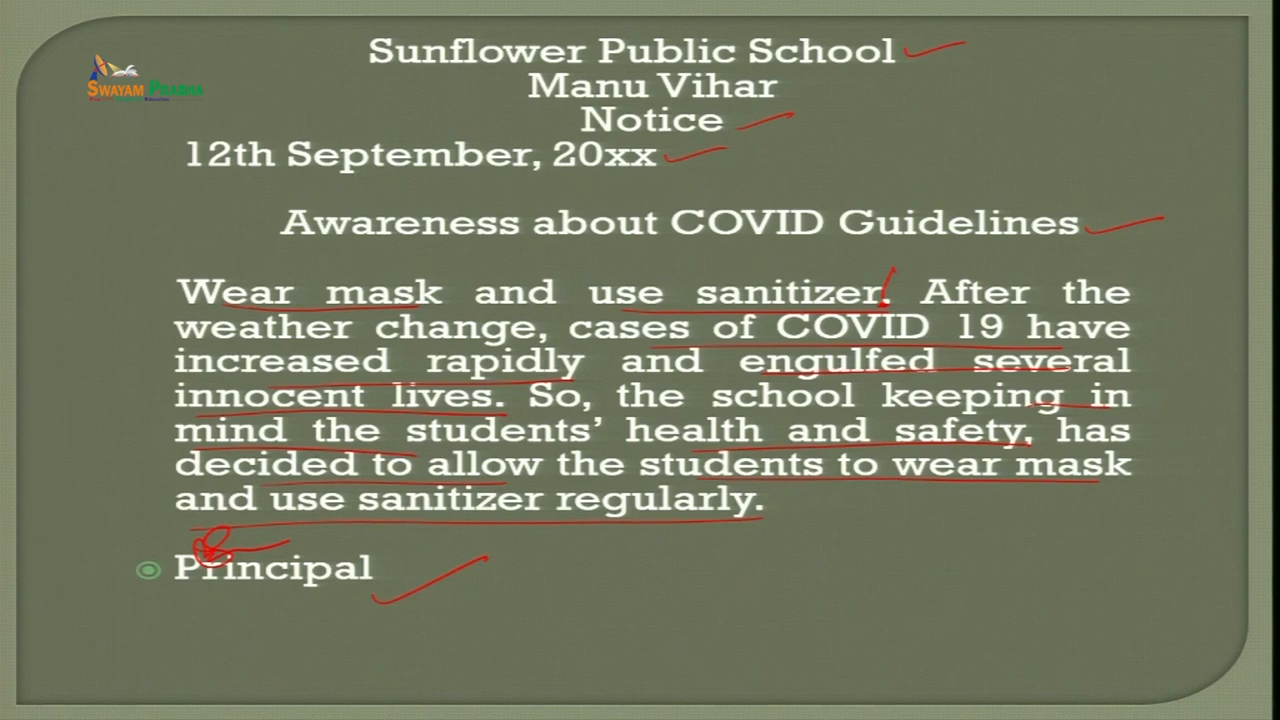 SWAYAM PRABHA
Sunflower Public School
Manu Vihar
Notice
12th September, 20xx
Awareness about COVID Guidelines
Wear mask and use sanitizer. After the
weather change, cases of COVID 19 have
increased rapidly and engulfed several
innocent lives. So, the school keeping in
mind the students’ health and safety, has
decided to allow the students to wear mask
and use sanitizer regularly.
Principal